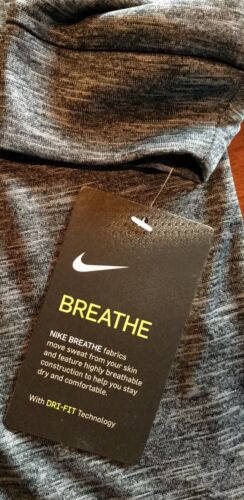 BREATHE
NIKE BREATHE fabrics
move sweat from your skin
and feature highly breathable
construction to help you stay
dry and comfortable.
With DRI-FIT Technology